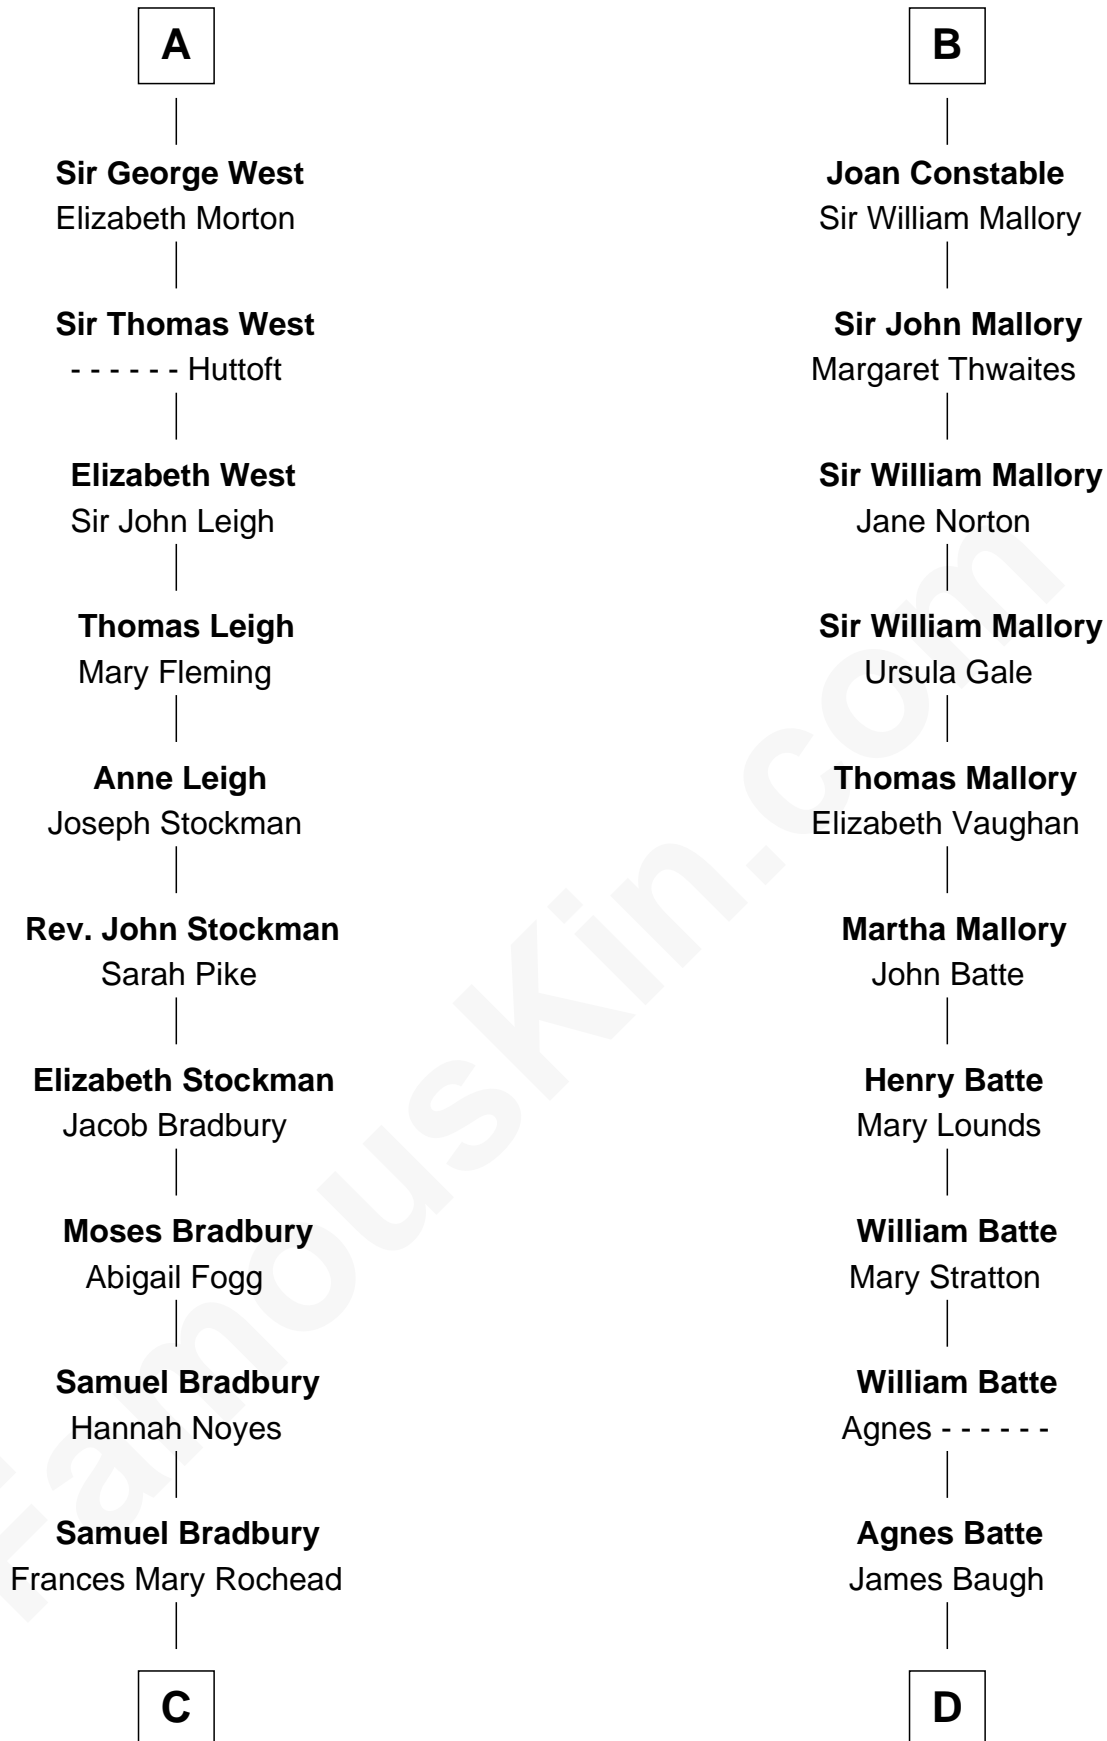 A
Sir George West
Elizabeth Morton
Sir Thomas West
- - - - - - Huttoft
Elizabeth West
Sir John Leigh
Thomas Leigh
Mary Fleming
Anne Leigh
Joseph Stockman
Rev. John Stockman
Sarah Pike
Elizabeth Stockman
Jacob Bradbury
Moses Bradbury
Abigail Fogg
Samuel Bradbury
Hannah Noyes
Samuel Bradbury
Frances Mary Rochead
C
B
Joan Constable
Sir William Mallory
Sir John Mallory
Margaret Thwaites
Sir William Mallory
Jane Norton
Sir William Mallory
Ursula Gale
Thomas Mallory
Elizabeth Vaughan
Martha Mallory
John Batte
Henry Batte
Mary Lounds
William Batte
Mary Stratton
William Batte
Agnes - - - - - -
Agnes Batte
James Baugh
D
FamousKin.com